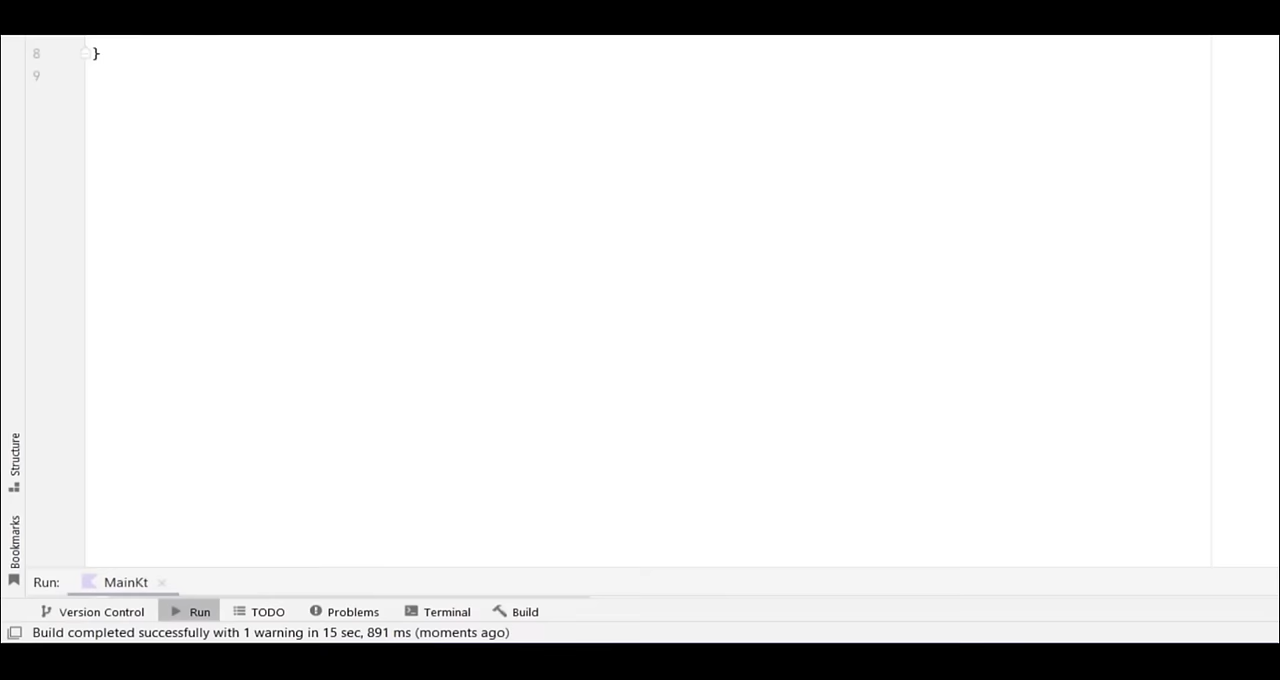 8 }
9
Structure
Bookmarks
Run: MainKt
Version Control Run TODO Problems Terminal Build
Build completed successfully with 1 warning in 15 sec, 891 ms (moments ago)